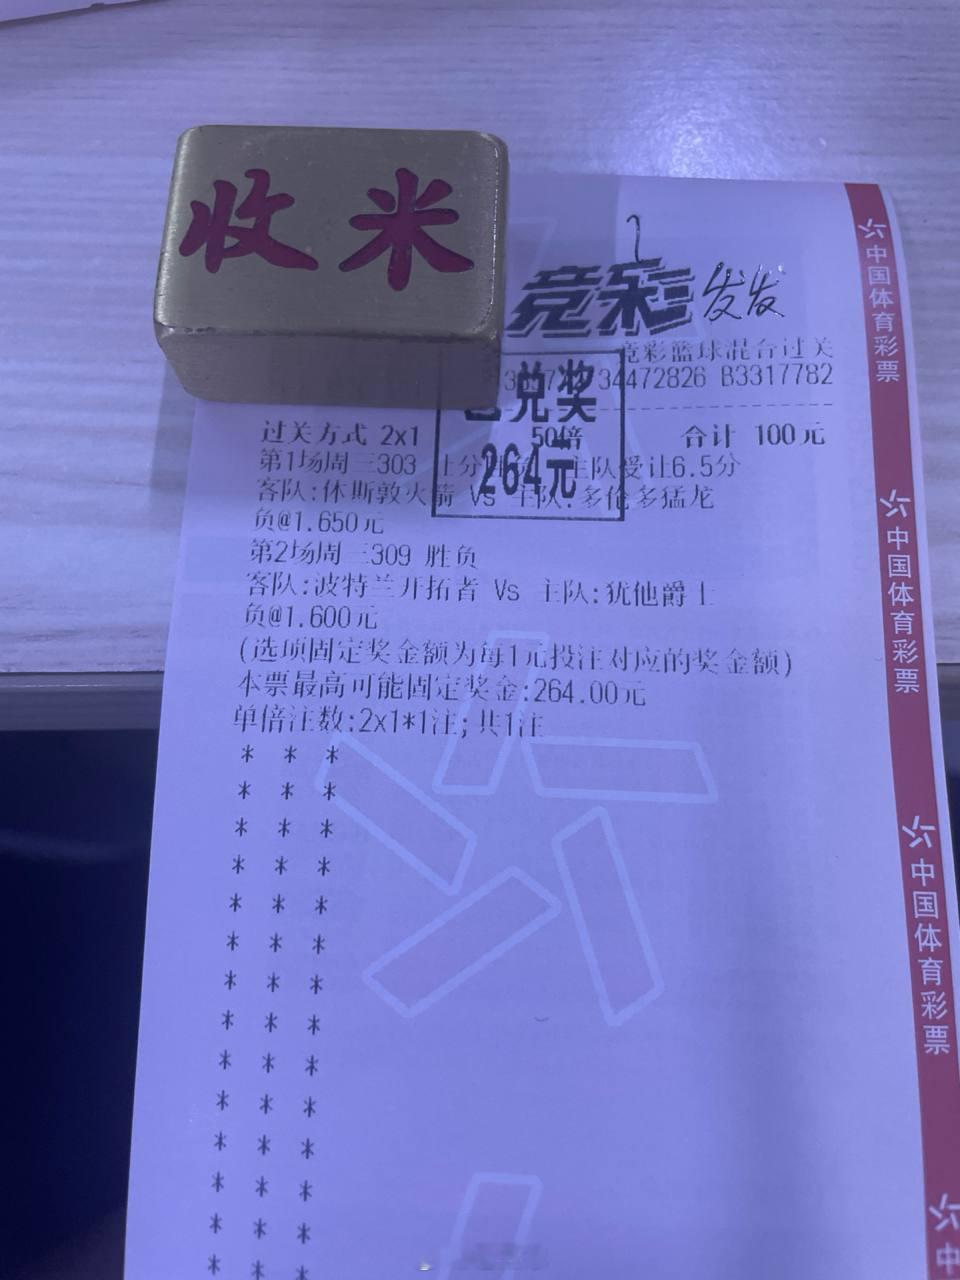 收米
竞彩 发发
竞彩篮球混合过关
34472826 B3317782
兑奖
264元
过关方式 2x1 50倍 合计 100元
第1场周三303 让分胜负 主队受让6.5分
客队:休斯敦火箭 Vs 主队:多伦多猛龙
负@1.650元
第2场周三309 胜负
客队:波特兰开拓者 Vs 主队:犹他爵士
负@1.600元
(选项固定奖金额为每1元投注对应的奖金额)
本票最高可能固定奖金:264.00元
单倍注数:2x1*1注;共1注
中国体育彩票
中国体育彩票
中国体育彩票
中